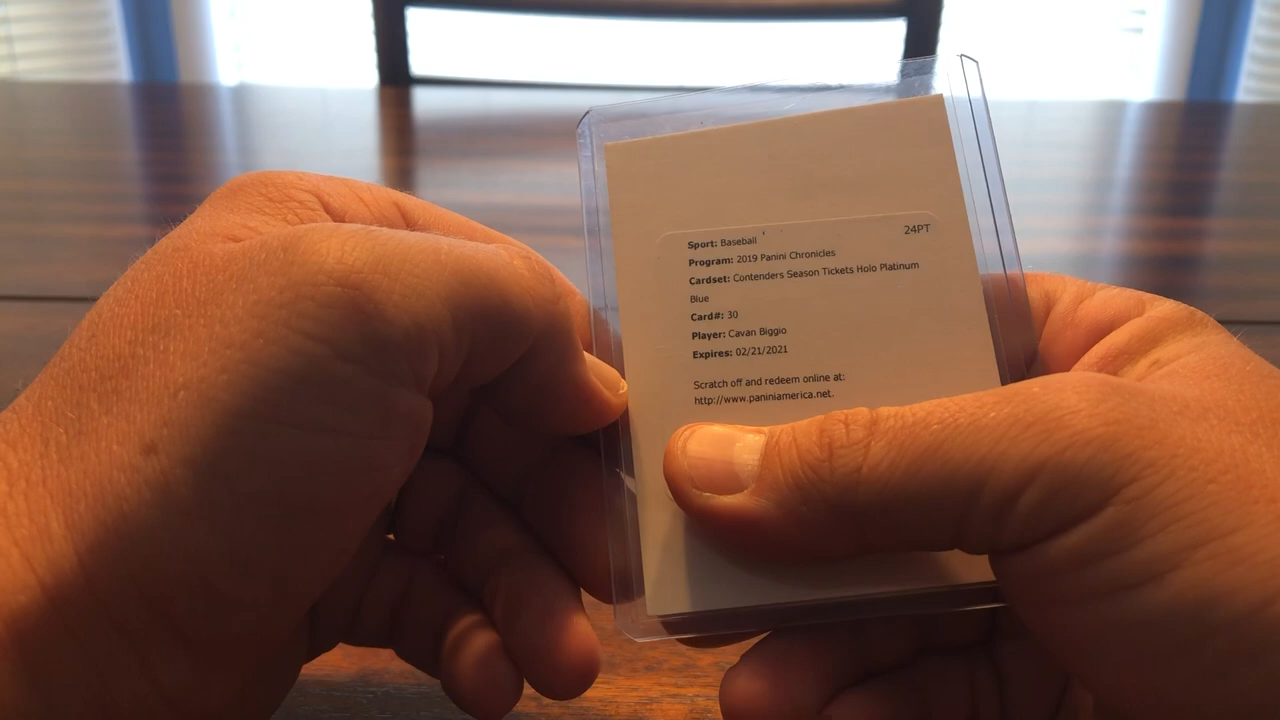 24PT
Sport: Baseball
Program: 2019 Panini Chronicles
Cardset: Contenders Season Tickets Holo Platinum
Blue
Card#: 30
Player: Cavan Biggio
Expires: 02/21/2021
Scratch off and redeem online at:
http://www.paniniamerica.net.